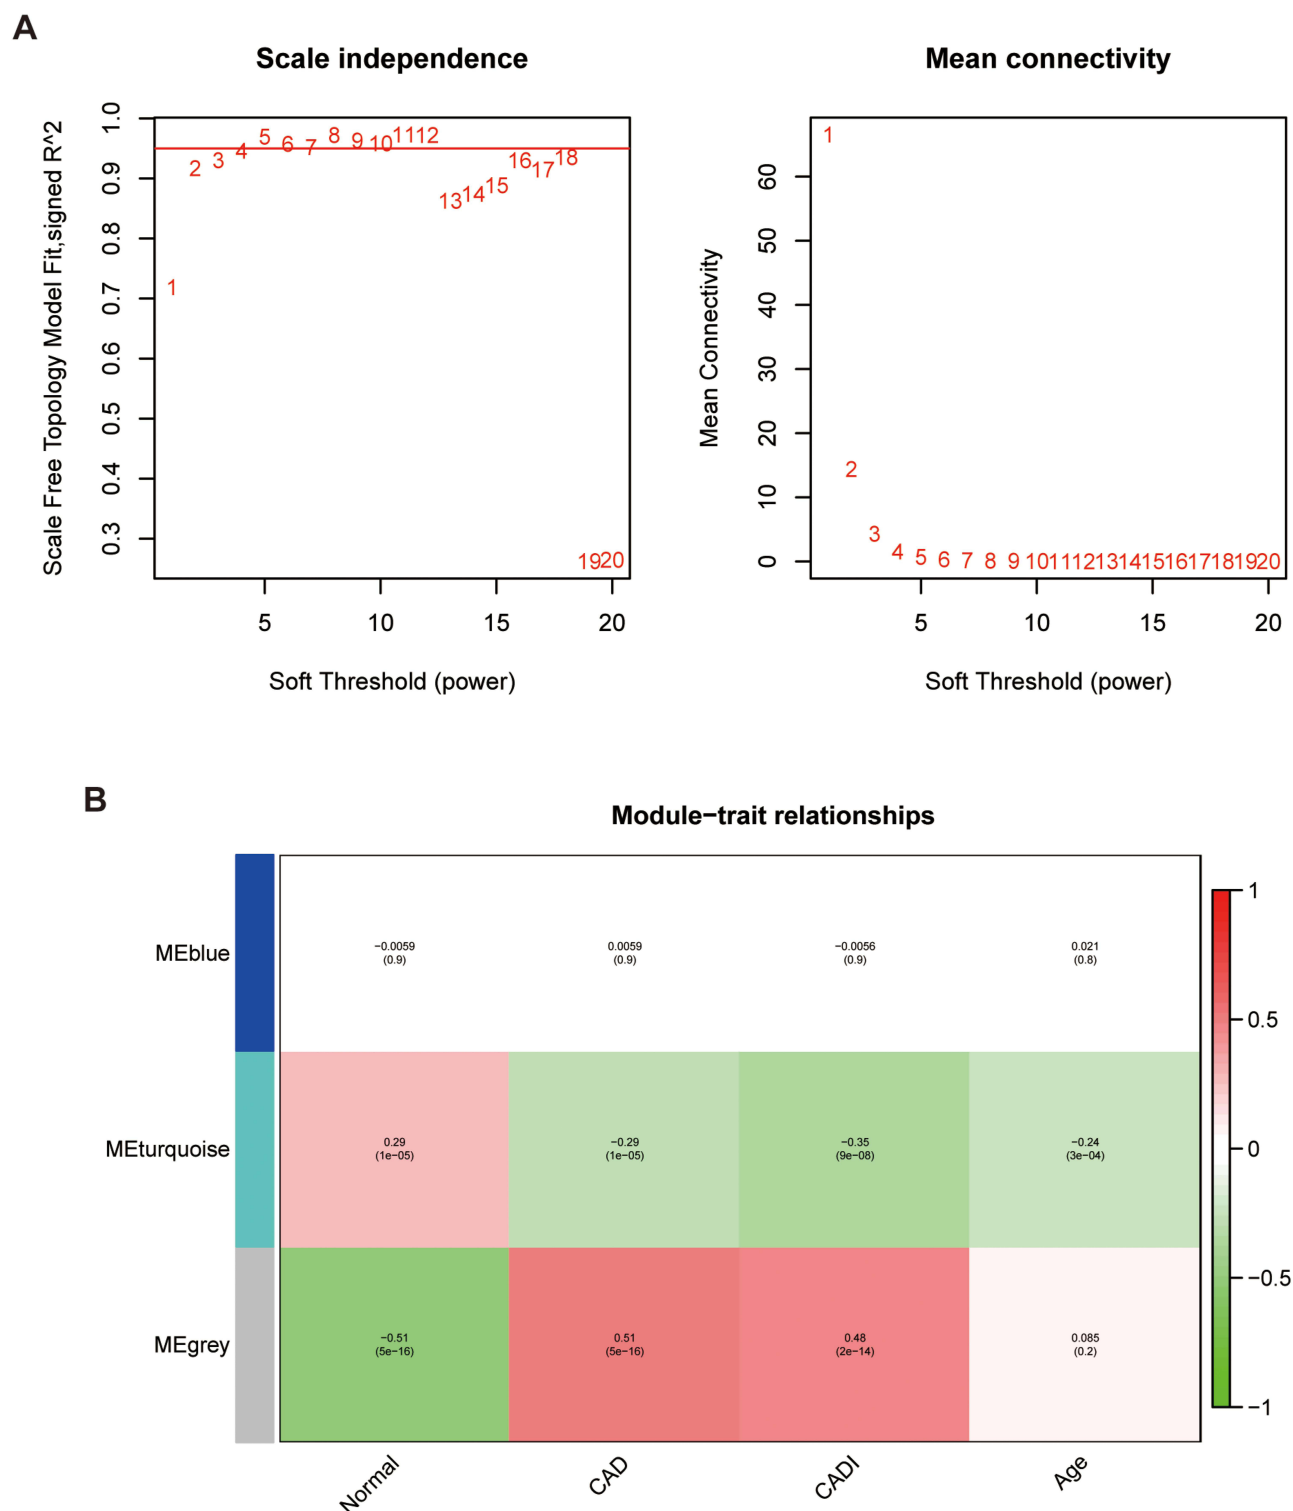 A
Scale independence
Mean connectivity
Scale Free Topology Model Fit,signed R^2
1.0
0.9
0.8
0.7
0.6
0.5
0.4
0.3
1 2 3 4 5 6 7 8 9 10 11 12 13 14 15 16 17 18 19 20
5 10 15 20
Soft Threshold (power)
Mean Connectivity
60
50
40
30
20
10
0
1 2 3 4 5 6 7 8 9 10 11 12 13 14 15 16 17 18 19 20
5 10 15 20
Soft Threshold (power)
B
Module−trait relationships
MEblue
−0.0059 0.0059 −0.0056 0.021
(0.9) (0.9) (0.9) (0.8)
MEturquoise
0.29 −0.29 −0.35 −0.24
(1e−05) (1e−05) (9e−08) (3e−04)
MEgrey
−0.51 0.51 0.48 0.085
(5e−16) (5e−16) (2e−14) (0.2)
Normal CAD CADI Age
1
0.5
0
−0.5
−1